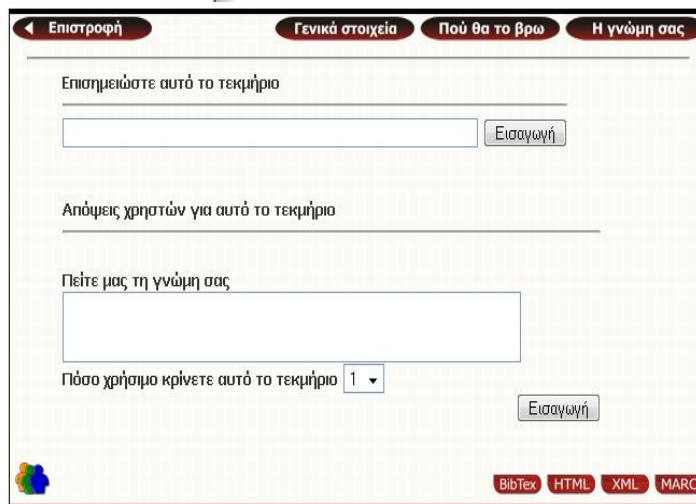 Επιστροφή Γενικά στοιχεία Πού θα το βρω Η γνώμη σας
Επισημειώστε αυτό το τεκμήριο
Εισαγωγή
Απόψεις χρηστών για αυτό το τεκμήριο
Πείτε μας τη γνώμη σας
Πόσο χρήσιμο κρίνετε αυτό το τεκμήριο 1
Εισαγωγή
BibTex HTML XML MARC